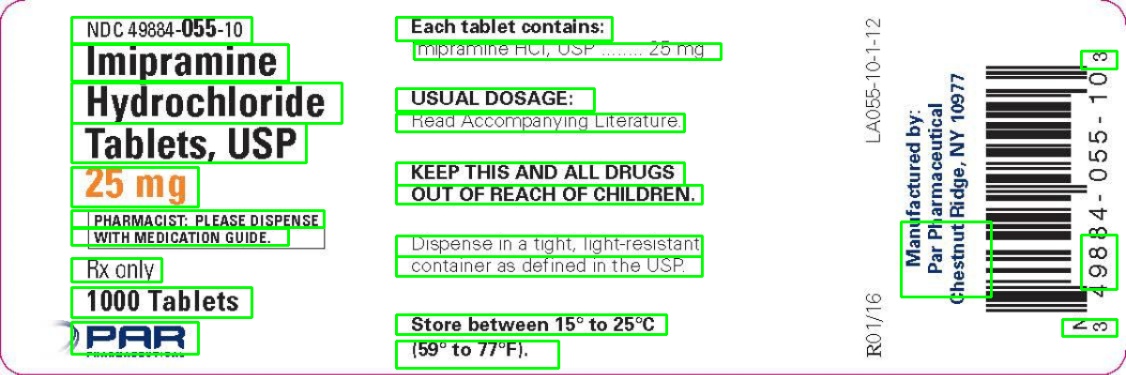 NDC 49884-055-10
Imipramine
Hydrochloride
Tablets, USP
25 mg
PHARMACIST: PLEASE DISPENSE
WITH MEDICATION GUIDE.
Rx only
1000 Tablets
PAR
PHARMACEUTICAL
Each tablet contains:
Imipramine HCl, USP ........ 25 mg
USUAL DOSAGE:
Read Accompanying Literature.
KEEP THIS AND ALL DRUGS
OUT OF REACH OF CHILDREN.
Dispense in a tight, light-resistant
container as defined in the USP.
Store between 15° to 25°C
(59° to 77°F).
LA055-10-1-12
R01/16
Manufactured by:
Par Pharmaceutical
Chestnut Ridge, NY 10977
N
3 49884-055-10 3